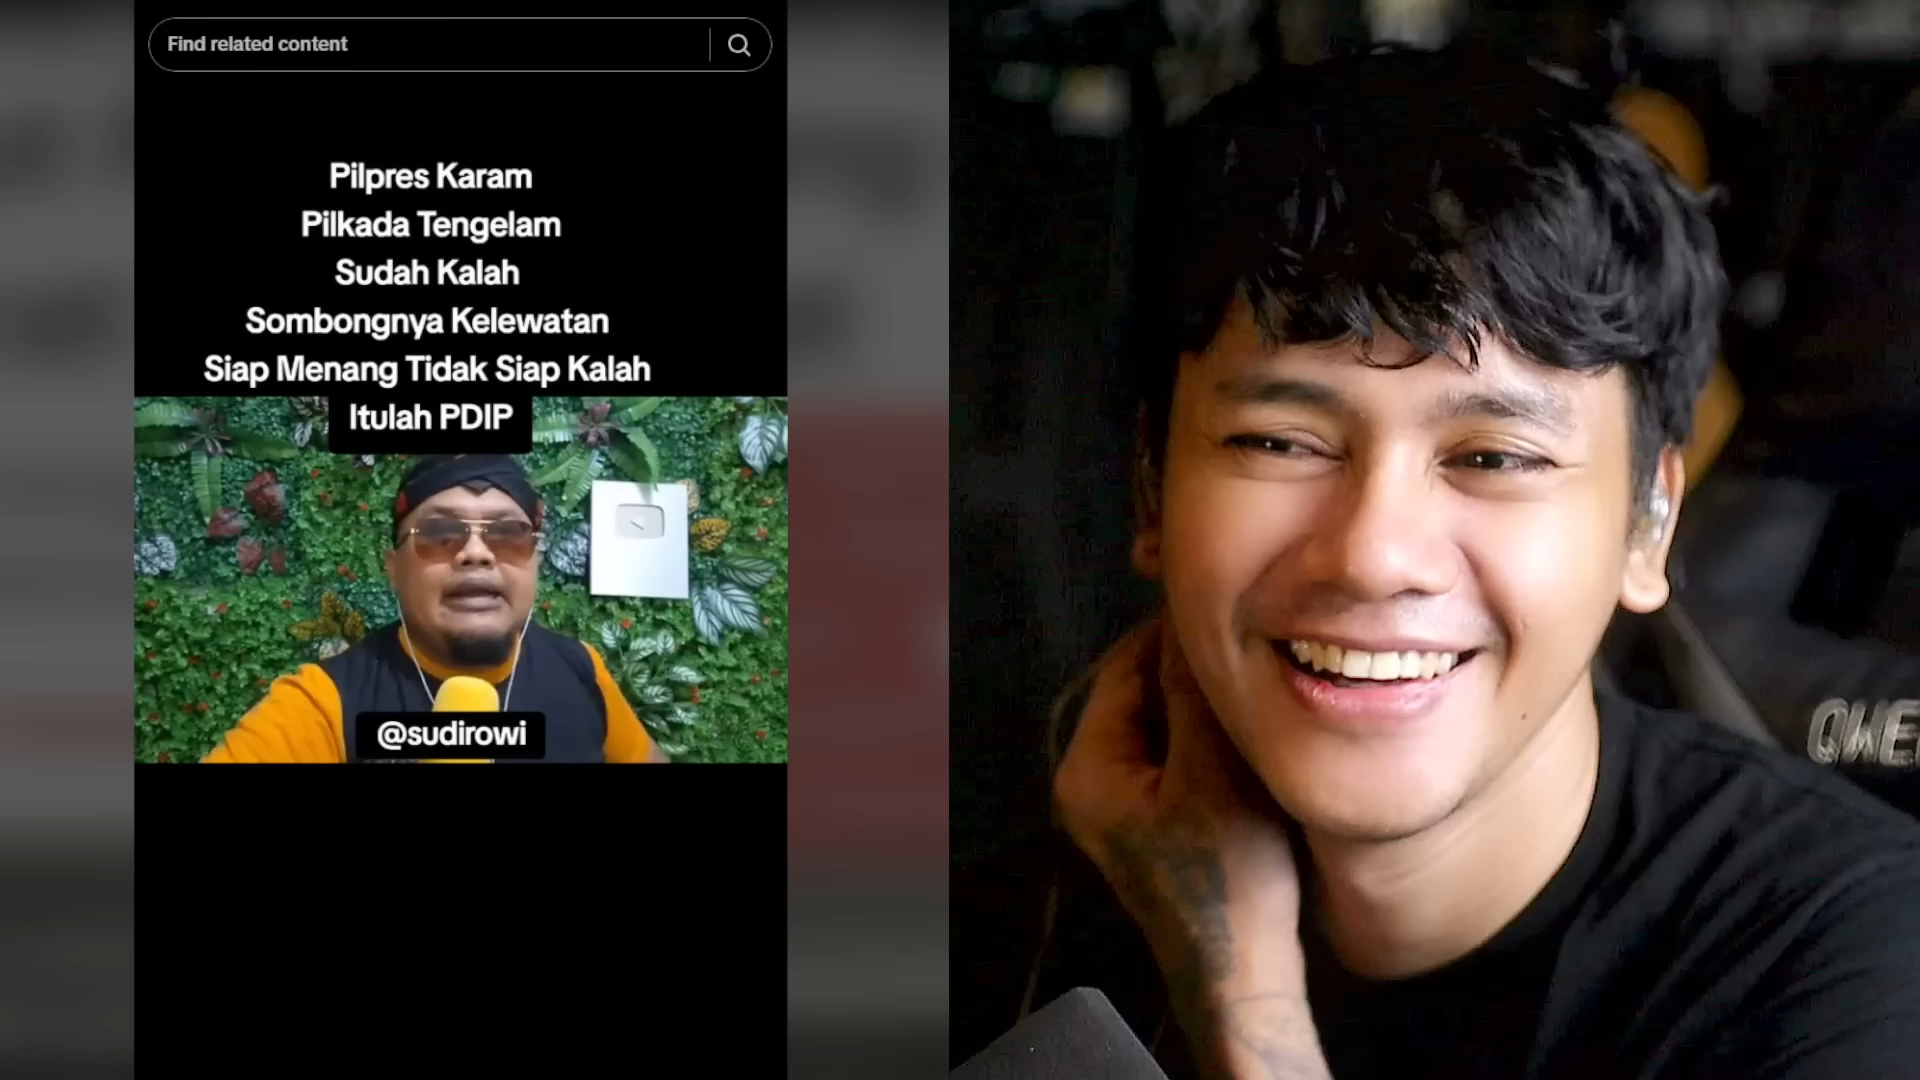 Find related content
Pilpres Karam
Pilkada Tengelam
Sudah Kalah
Sombongnya Kelewatan
Siap Menang Tidak Siap Kalah
Itulah PDIP
@sudirowi